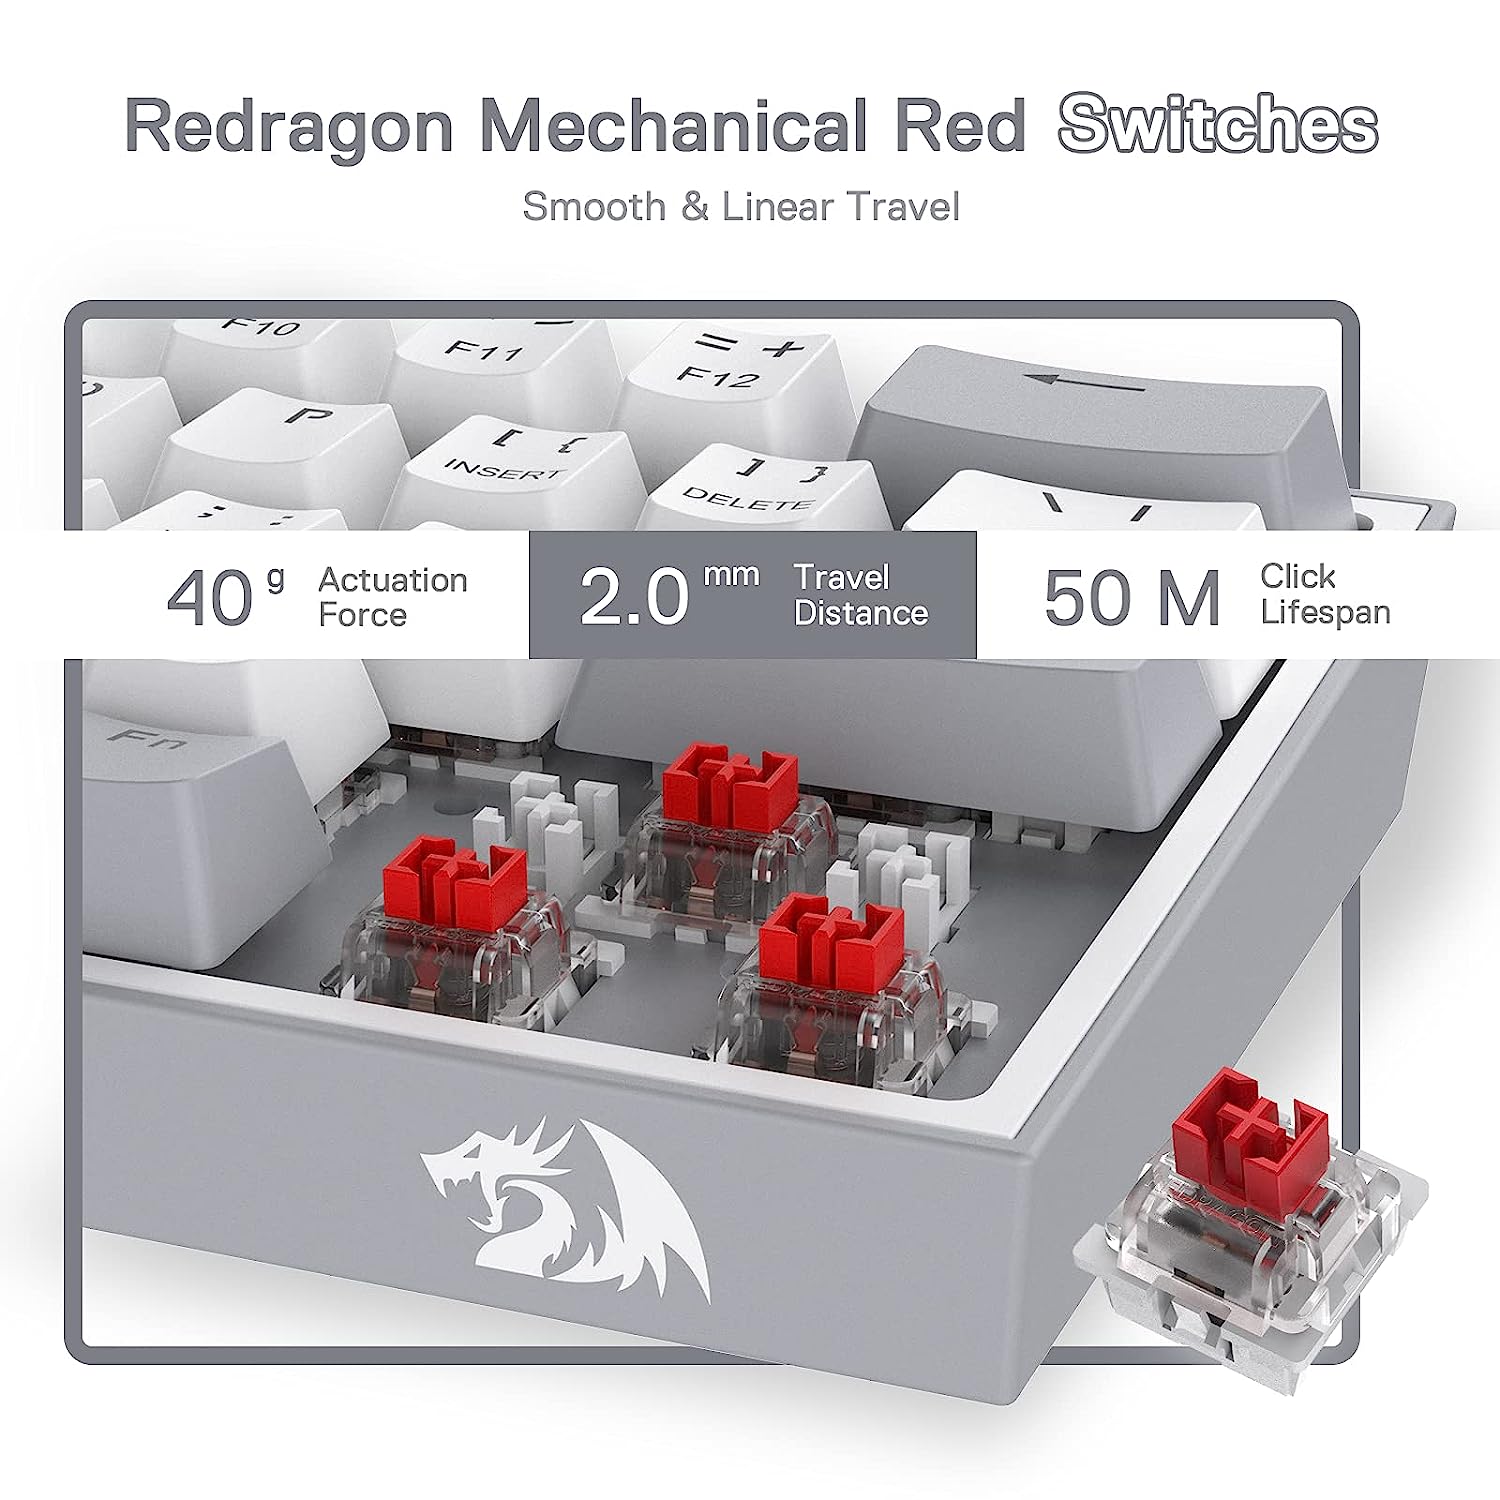 Redragon Mechanical Red Switches
Smooth & Linear Travel
F10
F11
= +
F12
P
[ {
INSERT
] }
DELETE
\ |
; :
40 g Actuation Force
2.0 mm Travel Distance
50 M Click Lifespan
Fn